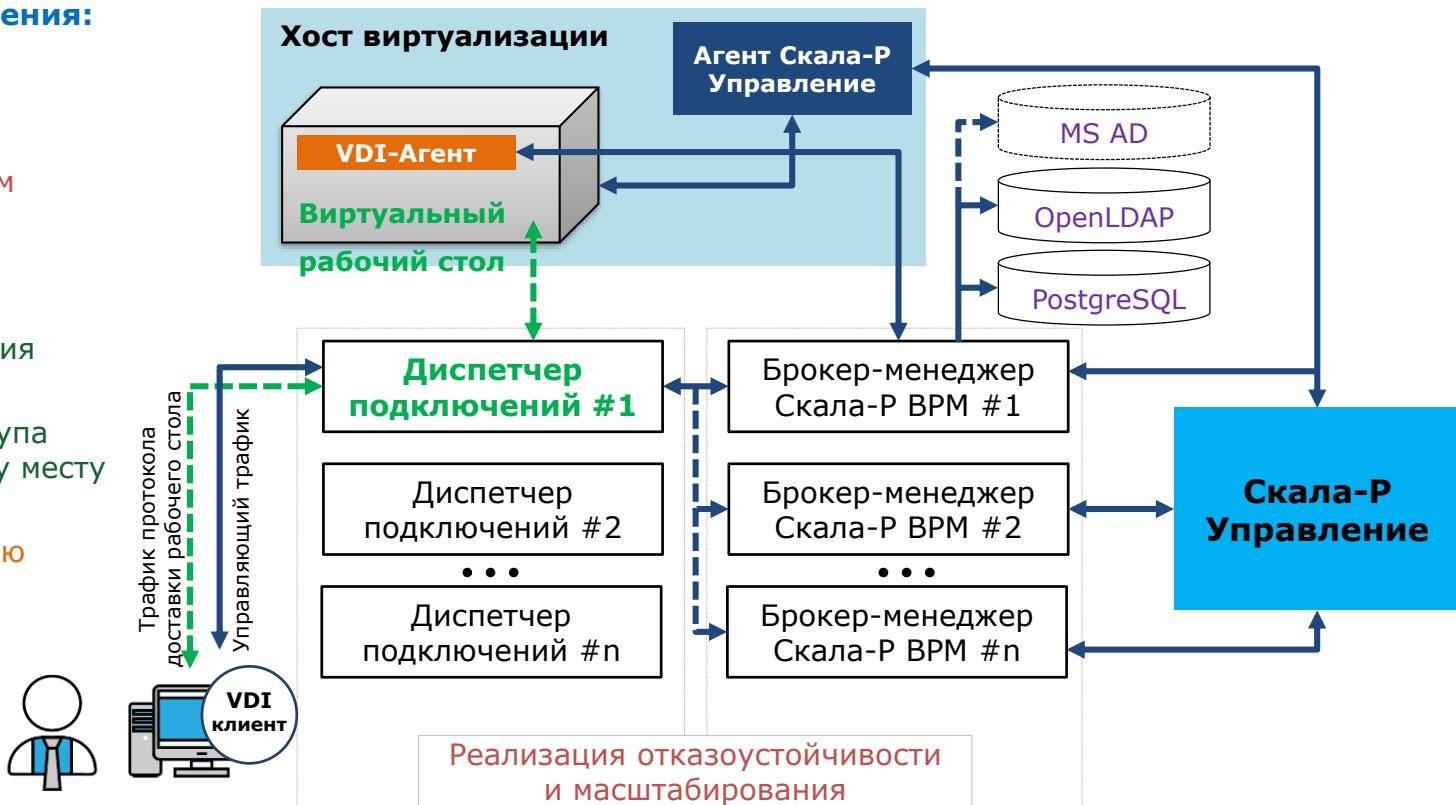 ения:
м
ия
упа
у месту
ю
Хост виртуализации
Агент Скала-Р
Управление
VDI-Агент
Виртуальный
рабочий стол
MS AD
OpenLDAP
PostgreSQL
Диспетчер
подключений #1
Диспетчер
подключений #2
•••
Диспетчер
подключений #n
Брокер-менеджер
Скала-Р ВРМ #1
Брокер-менеджер
Скала-Р ВРМ #2
•••
Брокер-менеджер
Скала-Р ВРМ #n
Скала-Р
Управление
Трафик протокола
доставки рабочего стола
Управляющий трафик
VDI
клиент
Реализация отказоустойчивости
и масштабирования